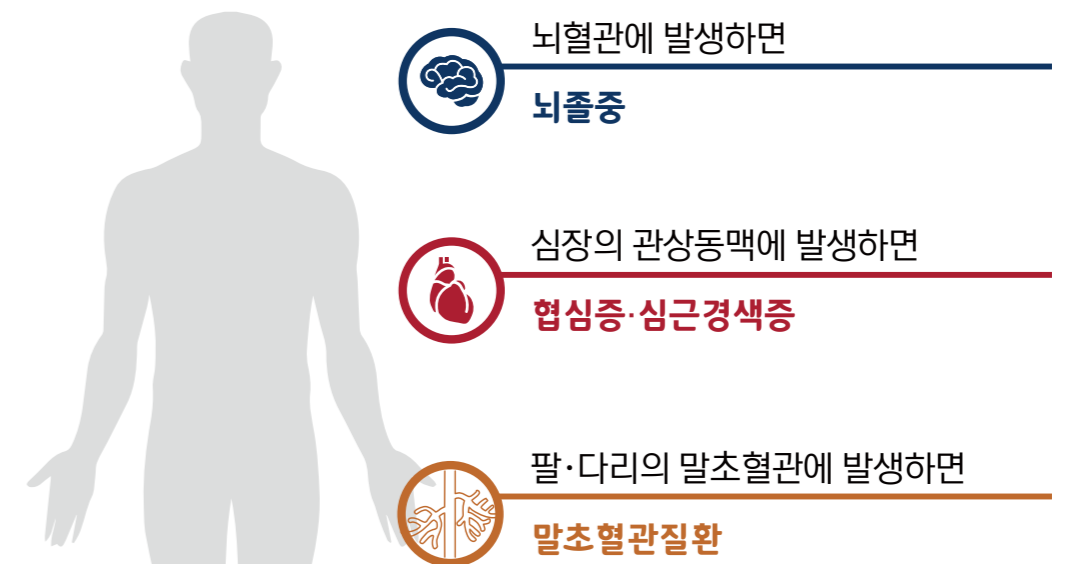 뇌혈관에 발생하면
뇌졸중
심장의 관상동맥에 발생하면
협심증·심근경색증
팔·다리의 말초혈관에 발생하면
말초혈관질환